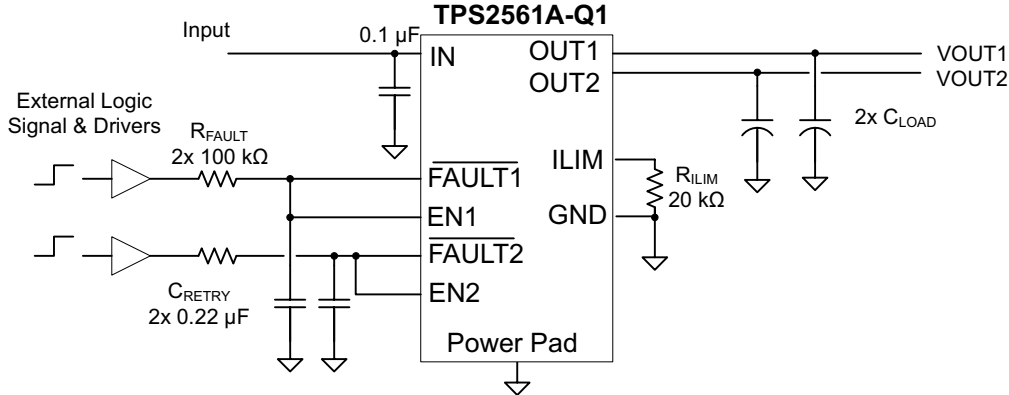 TPS2561A-Q1
Input
0.1 µF
IN
OUT1
OUT2
VOUT1
VOUT2
External Logic
Signal & Drivers
2x CLOAD
RFAULT
2x 100 kΩ
ILIM
RILIM
20 kΩ
FAULT1
EN1
GND
FAULT2
EN2
CRETRY
2x 0.22 µF
Power Pad